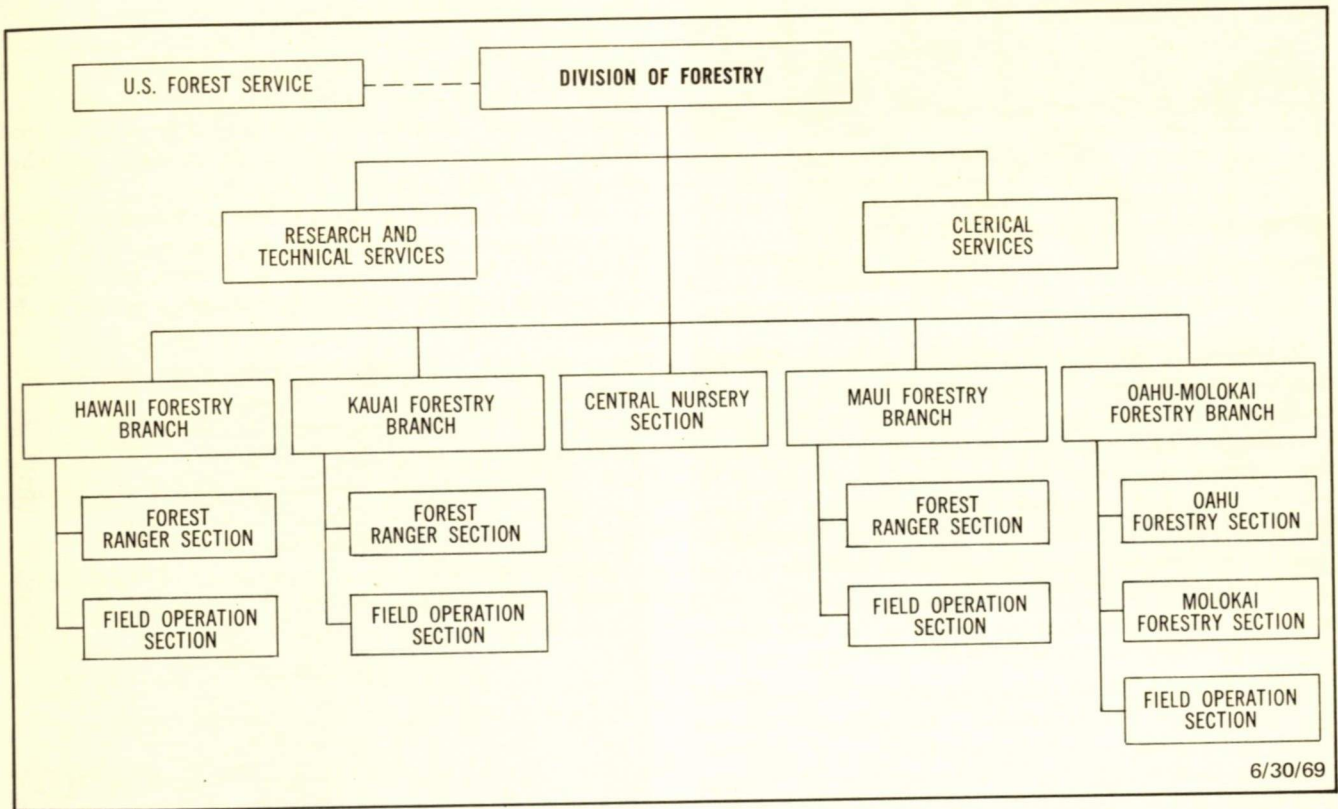 U.S. FOREST SERVICE
DIVISION OF FORESTRY
RESEARCH AND
TECHNICAL SERVICES
CLERICAL
SERVICES
HAWAII FORESTRY
BRANCH
KAUAI FORESTRY
BRANCH
CENTRAL NURSERY
SECTION
MAUI FORESTRY
BRANCH
OAHU-MOLOKAI
FORESTRY BRANCH
FOREST
RANGER SECTION
FOREST
RANGER SECTION
FOREST
RANGER SECTION
OAHU
FORESTRY SECTION
FIELD OPERATION
SECTION
FIELD OPERATION
SECTION
FIELD OPERATION
SECTION
MOLOKAI
FORESTRY SECTION
FIELD OPERATION
SECTION
6/30/69